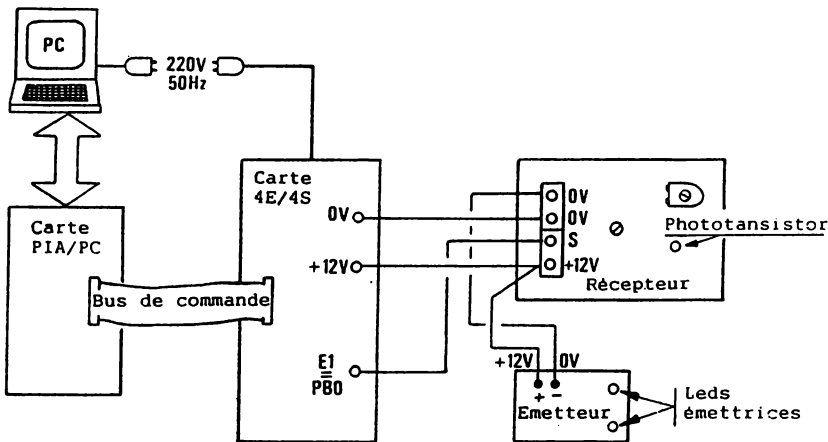 PC
220V
50Hz
Carte
PIA/PC
Bus de commande
Carte
4E/4S
0V
+12V
E1
PB0
0V
0V
S
+12V
Phototansistor
Récepteur
+12V
0V
+ -
Emetteur
Leds
émettrices